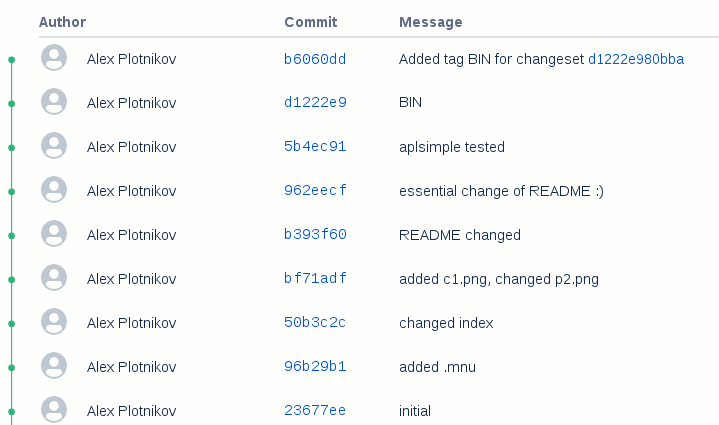 Author Commit Message
Alex Plotnikov b6060dd Added tag BIN for changeset d1222e980bba
Alex Plotnikov d1222e9 BIN
Alex Plotnikov 5b4ec91 aplsimple tested
Alex Plotnikov 962eecf essential change of README :)
Alex Plotnikov b393f60 README changed
Alex Plotnikov bf71adf added c1.png, changed p2.png
Alex Plotnikov 50b3c2c changed index
Alex Plotnikov 96b29b1 added .mnu
Alex Plotnikov 23677ee initial